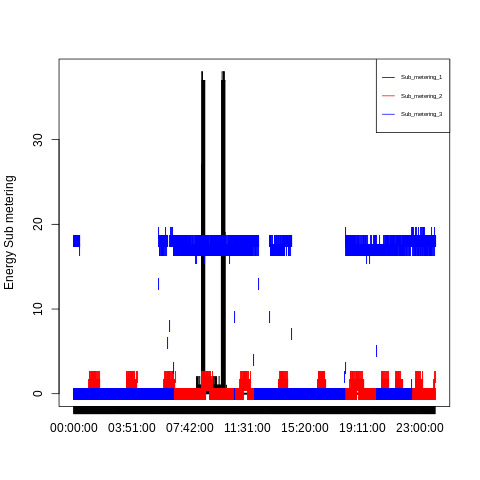 Sub_metering_1
Sub_metering_2
Sub_metering_3
Energy Sub metering
30
20
10
0
00:00:00 03:51:00 07:42:00 11:31:00 15:20:00 19:11:00 23:00:00